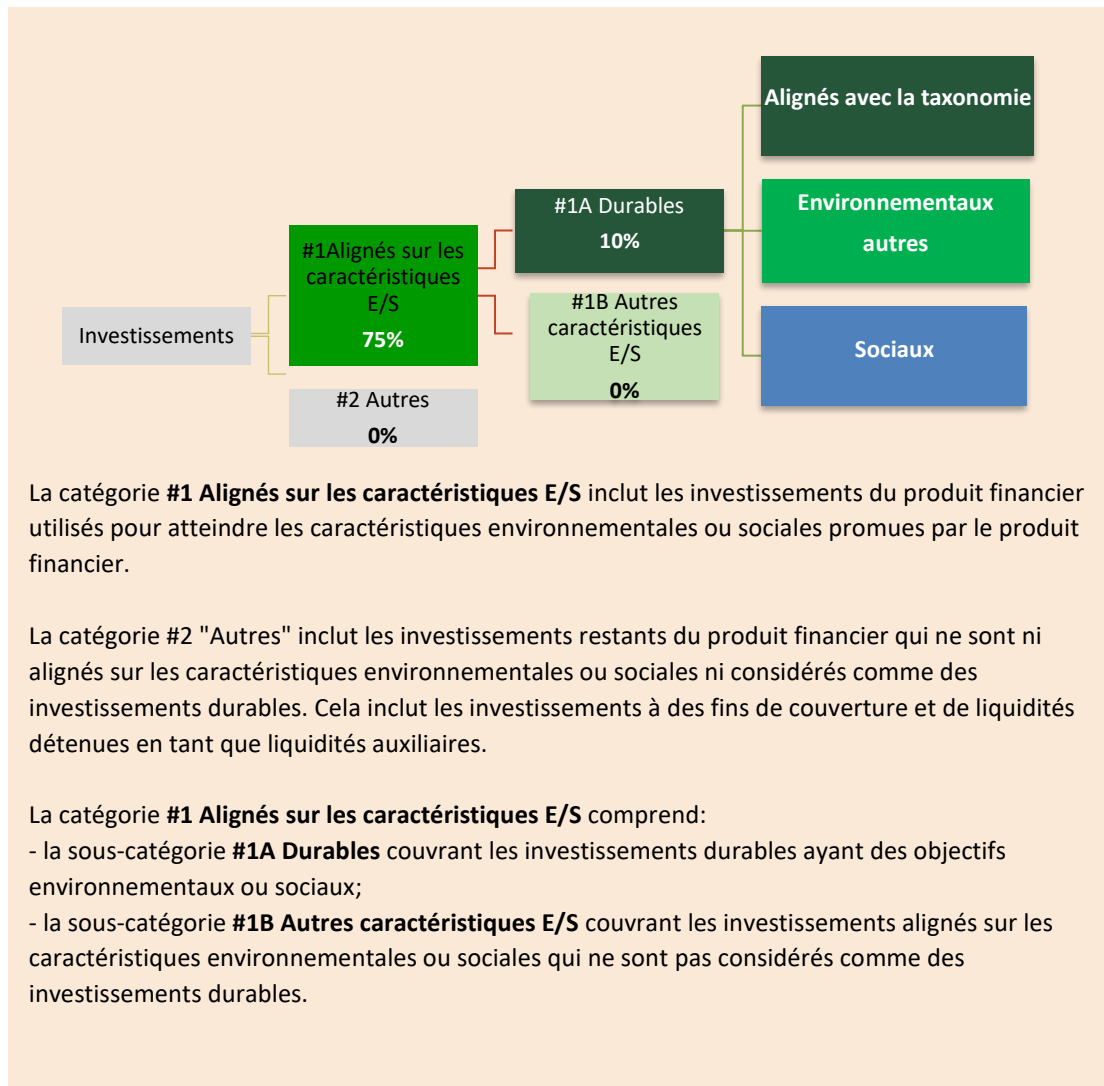 Investissements
#1Alignés sur les
caractéristiques
E/S
75%
#2 Autres
0%
#1A Durables
10%
#1B Autres
caractéristiques
E/S
0%
Alignés avec la taxonomie
Environnementaux
autres
Sociaux
La catégorie #1 Alignés sur les caractéristiques E/S inclut les investissements du produit financier
utilisés pour atteindre les caractéristiques environnementales ou sociales promues par le produit
financier.
La catégorie #2 "Autres" inclut les investissements restants du produit financier qui ne sont ni
alignés sur les caractéristiques environnementales ou sociales ni considérés comme des
investissements durables. Cela inclut les investissements à des fins de couverture et de liquidités
détenues en tant que liquidités auxiliaires.
La catégorie #1 Alignés sur les caractéristiques E/S comprend:
- la sous-catégorie #1A Durables couvrant les investissements durables ayant des objectifs
environnementaux ou sociaux;
- la sous-catégorie #1B Autres caractéristiques E/S couvrant les investissements alignés sur les
caractéristiques environnementales ou sociales qui ne sont pas considérés comme des
investissements durables.